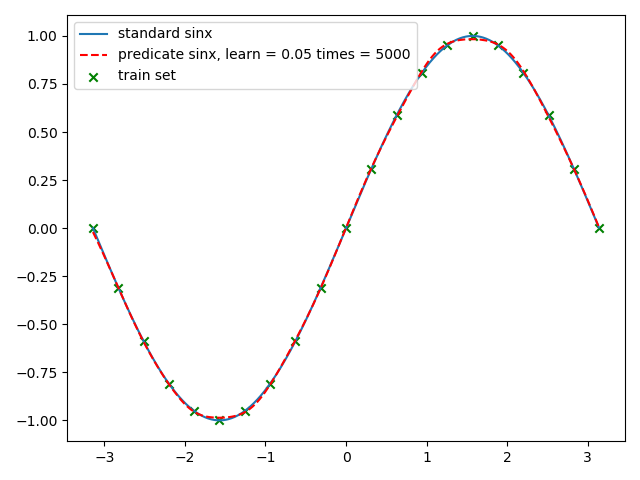 standard sinx
predicate sinx, learn = 0.05 times = 5000
train set
1.00
0.75
0.50
0.25
0.00
−0.25
−0.50
−0.75
−1.00
−3 −2 −1 0 1 2 3